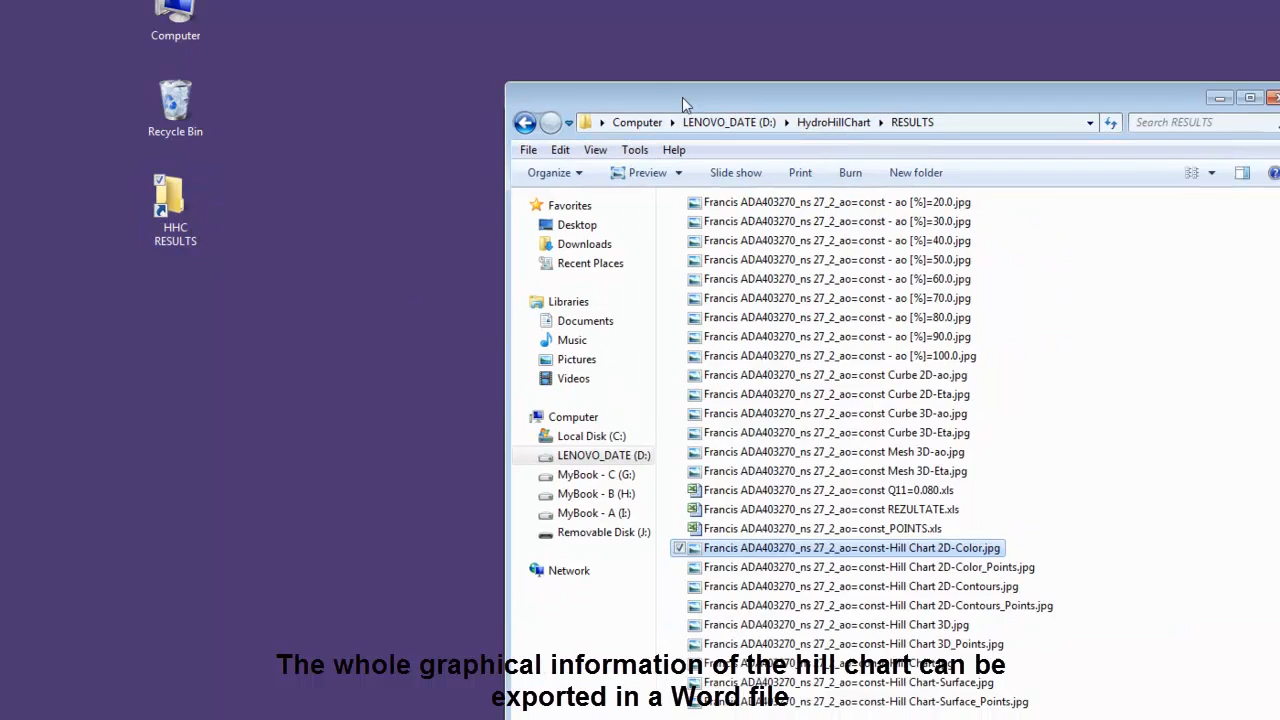 Computer
Recycle Bin
HHC
RESULTS
Computer LENOVO_DATE (D:) HydroHillChart RESULTS
Search RESULTS
File Edit View Tools Help
Organize Preview Slide show Print Burn New folder
Favorites
Desktop
Downloads
Recent Places
Libraries
Documents
Music
Pictures
Videos
Computer
Local Disk (C:)
LENOVO_DATE (D:)
MyBook - C (G:)
MyBook - B (H:)
MyBook - A (I:)
Removable Disk (J:)
Network
Francis ADA403270_ns 27_2_ao=const - ao [%]=20.0.jpg
Francis ADA403270_ns 27_2_ao=const - ao [%]=30.0.jpg
Francis ADA403270_ns 27_2_ao=const - ao [%]=40.0.jpg
Francis ADA403270_ns 27_2_ao=const - ao [%]=50.0.jpg
Francis ADA403270_ns 27_2_ao=const - ao [%]=60.0.jpg
Francis ADA403270_ns 27_2_ao=const - ao [%]=70.0.jpg
Francis ADA403270_ns 27_2_ao=const - ao [%]=80.0.jpg
Francis ADA403270_ns 27_2_ao=const - ao [%]=90.0.jpg
Francis ADA403270_ns 27_2_ao=const - ao [%]=100.0.jpg
Francis ADA403270_ns 27_2_ao=const Curbe 2D-ao.jpg
Francis ADA403270_ns 27_2_ao=const Curbe 2D-Eta.jpg
Francis ADA403270_ns 27_2_ao=const Curbe 3D-ao.jpg
Francis ADA403270_ns 27_2_ao=const Curbe 3D-Eta.jpg
Francis ADA403270_ns 27_2_ao=const Mesh 3D-ao.jpg
Francis ADA403270_ns 27_2_ao=const Mesh 3D-Eta.jpg
Francis ADA403270_ns 27_2_ao=const Q11=0.080.xls
Francis ADA403270_ns 27_2_ao=const REZULTATE.xls
Francis ADA403270_ns 27_2_ao=const_POINTS.xls
Francis ADA403270_ns 27_2_ao=const-Hill Chart 2D-Color.jpg
Francis ADA403270_ns 27_2_ao=const-Hill Chart 2D-Color_Points.jpg
Francis ADA403270_ns 27_2_ao=const-Hill Chart 2D-Contours.jpg
Francis ADA403270_ns 27_2_ao=const-Hill Chart 2D-Contours_Points.jpg
Francis ADA403270_ns 27_2_ao=const-Hill Chart 3D.jpg
Francis ADA403270_ns 27_2_ao=const-Hill Chart 3D_Points.jpg
Francis ADA403270_ns 27_2_ao=const-Hill Chart-Surface.jpg
Francis ADA403270_ns 27_2_ao=const-Hill Chart-Surface_Points.jpg
The whole graphical information of the hill chart can be
exported in a Word file